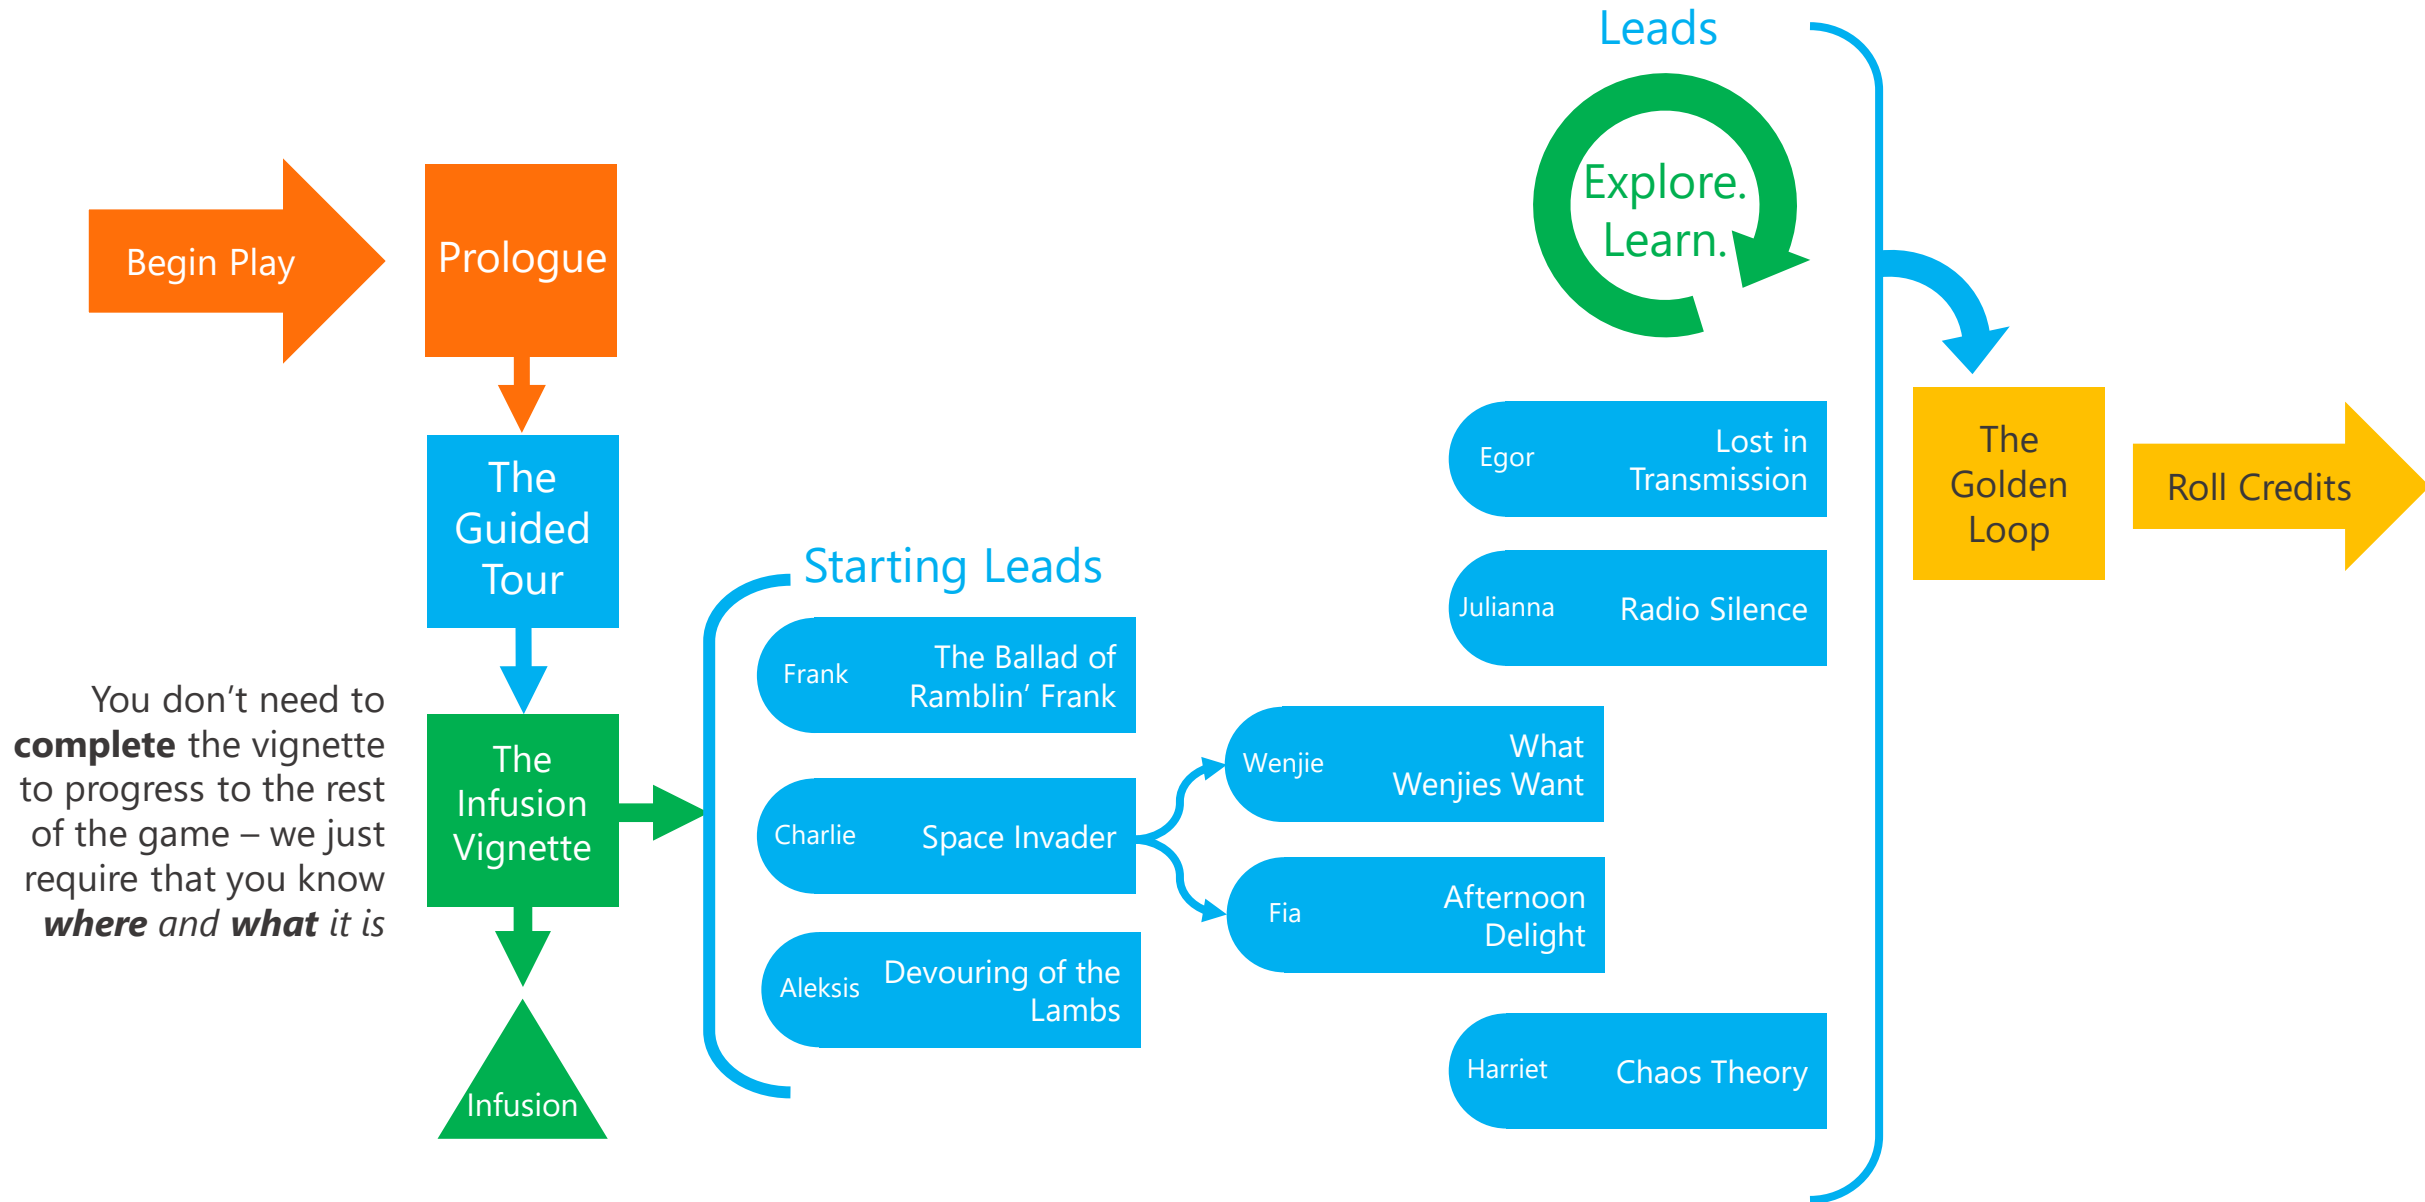 Begin Play
Prologue
The
Guided
Tour
You don’t need to
complete the vignette
to progress to the rest
of the game – we just
require that you know
where and what it is
The
Infusion
Vignette
Infusion
Starting Leads
Frank
The Ballad of
Ramblin’ Frank
Charlie
Space Invader
Aleksis
Devouring of the
Lambs
Wenjie
What
Wenjies Want
Fia
Afternoon
Delight
Leads
Explore.
Learn.
Egor
Lost in
Transmission
Julianna
Radio Silence
Harriet
Chaos Theory
The
Golden
Loop
Roll Credits